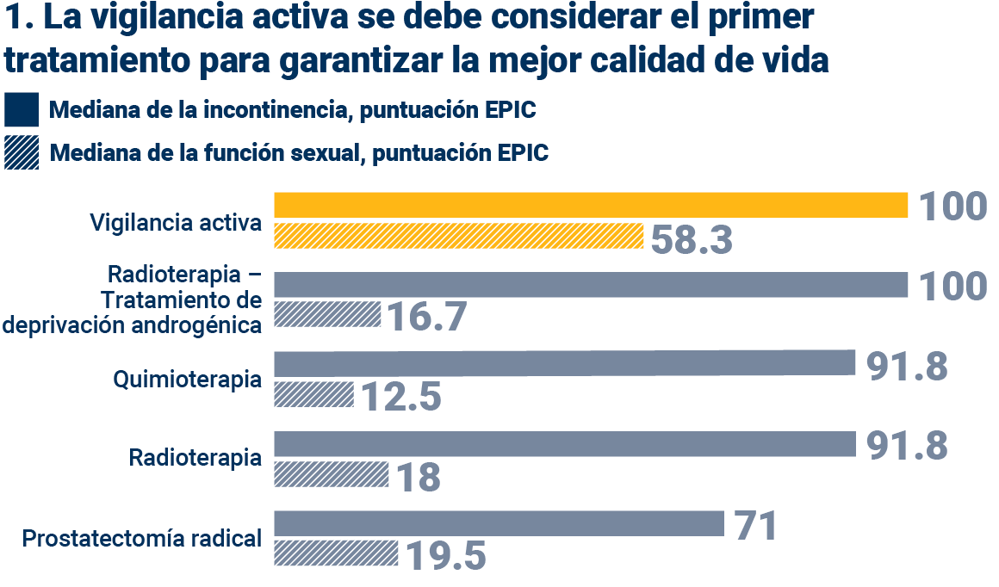 1. La vigilancia activa se debe considerar el primer
tratamiento para garantizar la mejor calidad de vida
Mediana de la incontinencia, puntuación EPIC
Mediana de la función sexual, puntuación EPIC
Vigilancia activa
100
58.3
Radioterapia –
Tratamiento de
deprivación androgénica
100
16.7
Quimioterapia
91.8
12.5
Radioterapia
91.8
18
Prostatectomía radical
71
19.5